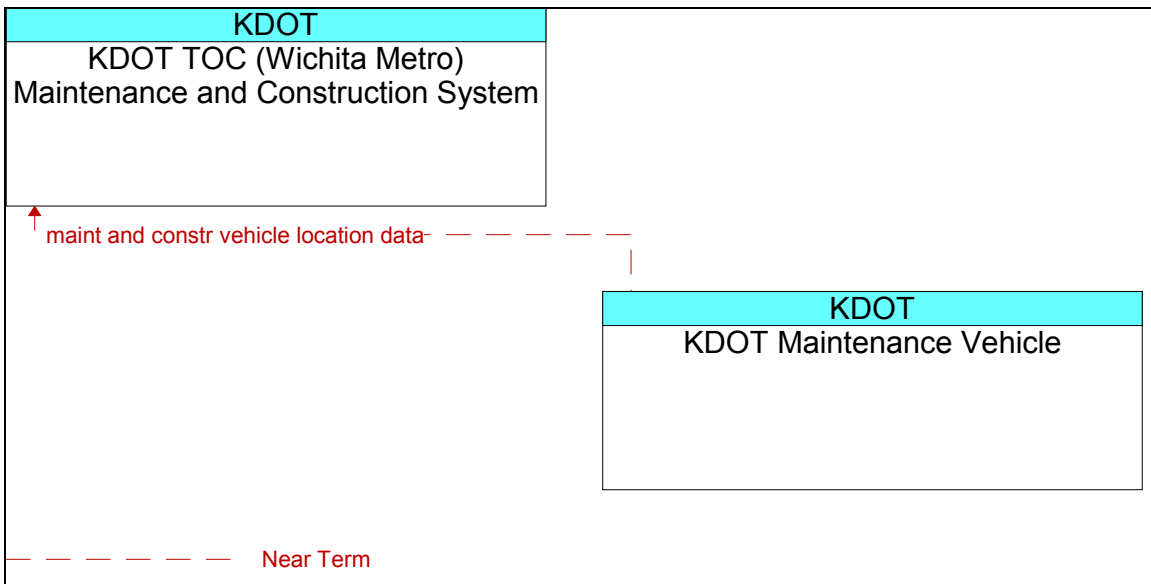 KDOT
KDOT TOC (Wichita Metro)
Maintenance and Construction System
maint and constr vehicle location data
KDOT
KDOT Maintenance Vehicle
Near Term